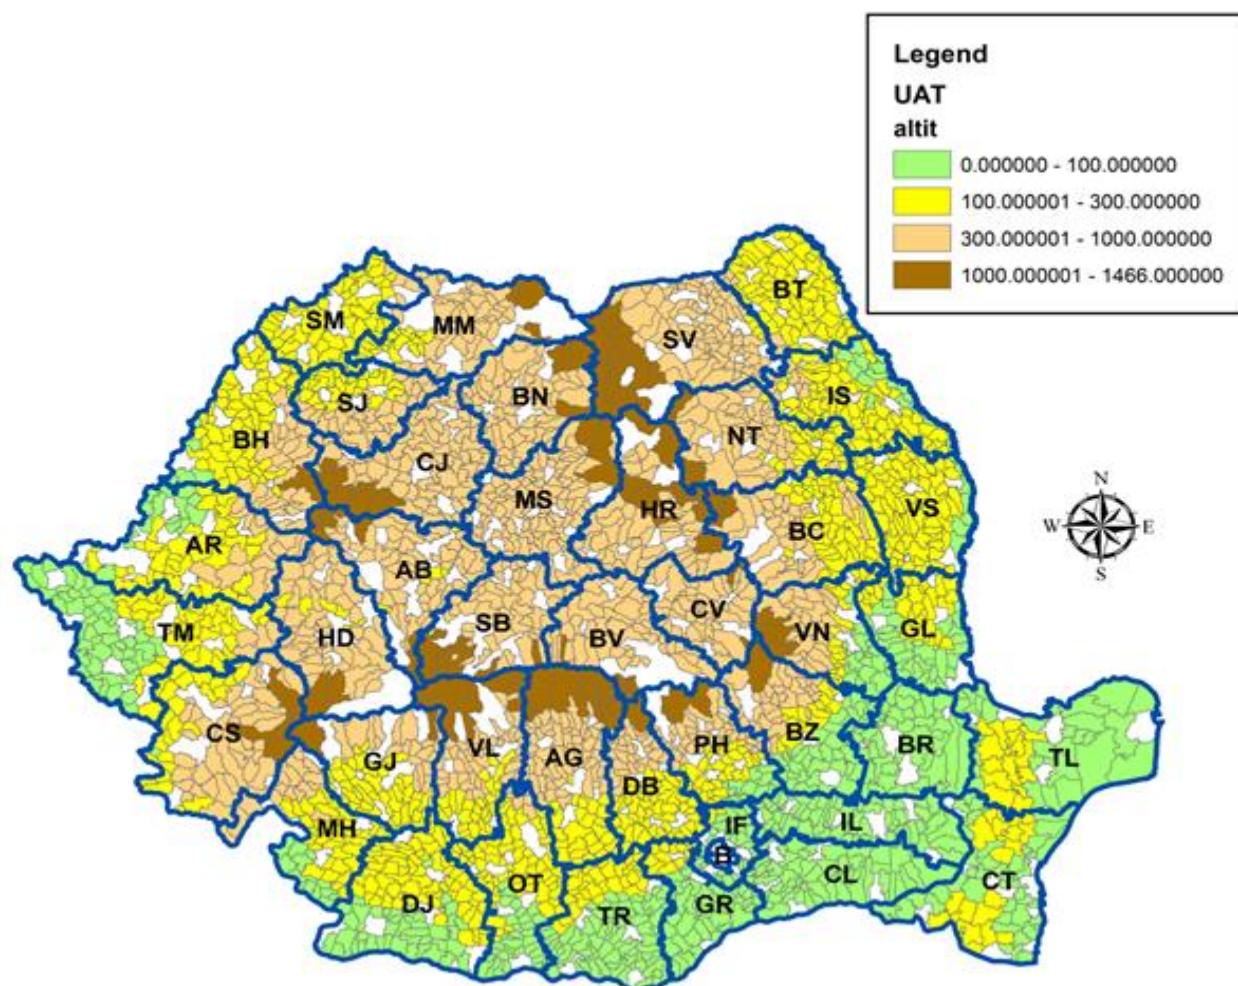 Legend
UAT
altit
0.000000 - 100.000000
100.000001 - 300.000000
300.000001 - 1000.000000
1000.000001 - 1466.000000
BT
SM
MM
SV
SJ
BN
IS
BH
NT
CJ
MS
HR
VS
N
AR
BC
W
E
S
AB
SB
CV
TM
HD
BV
VN
GL
CS
GJ
VL
AG
PH
BZ
BR
TL
DB
MH
IF
IL
B
OT
CL
CT
DJ
TR
GR